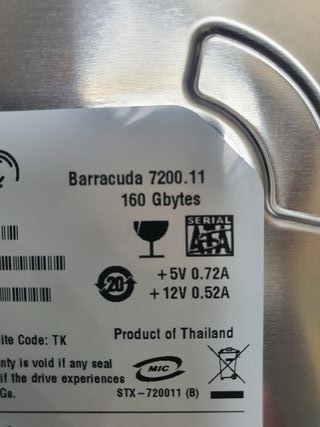 Barracuda 7200.11
160 Gbytes
SERIAL
ATA
20
+5V 0.72A
+12V 0.52A
ite Code: TK
Product of Thailand
nty is void if any seal
if the drive experiences
Gs.
MIC
STX-720011 (B)